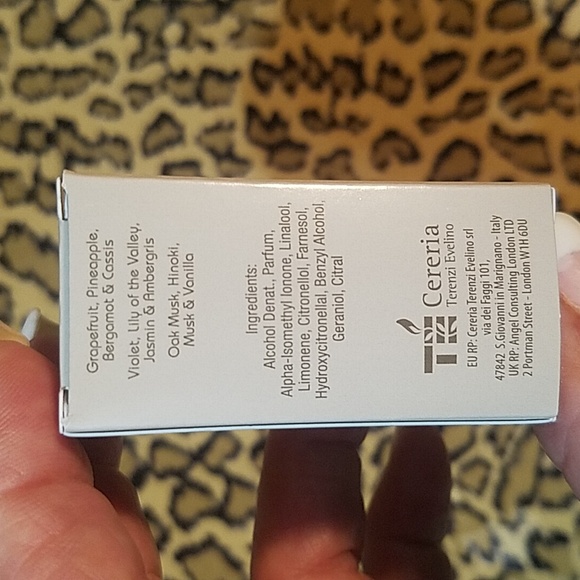 Grapefruit, Pineapple,
Bergamot & Cassis
Violet, Lily of the Valley,
Jasmin & Ambergris
Oak Musk, Hinoki,
Musk & Vanilla
Ingredients:
Alcohol Denat., Parfum,
Alpha-Isomethyl Ionone, Linalool,
Limonene, Citronellol, Farnesol,
Hydroxycitronellal, Benzyl Alcohol,
Geraniol, Citral
Cereria
Terenzi Evelino
EU RP: Cereria Terenzi Evelino srl
via dei Faggi 101,
47842 S.Giovanni in Marignano - Italy
UK RP: Angel Consulting London LTD
2 Portman Street - London W1H 6DU